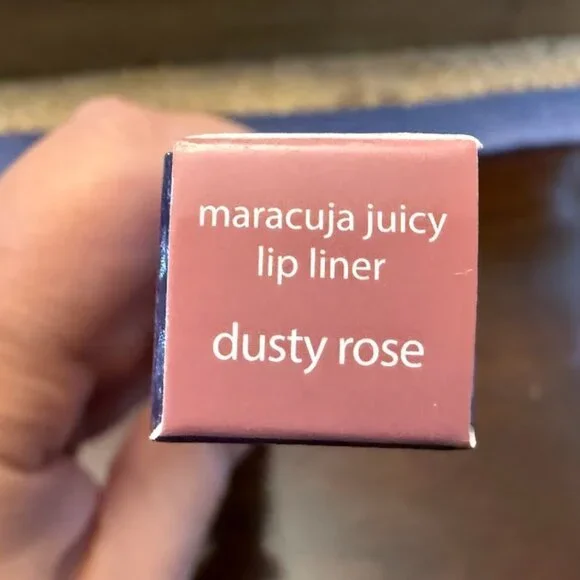 maracuja juicy
lip liner
dusty rose